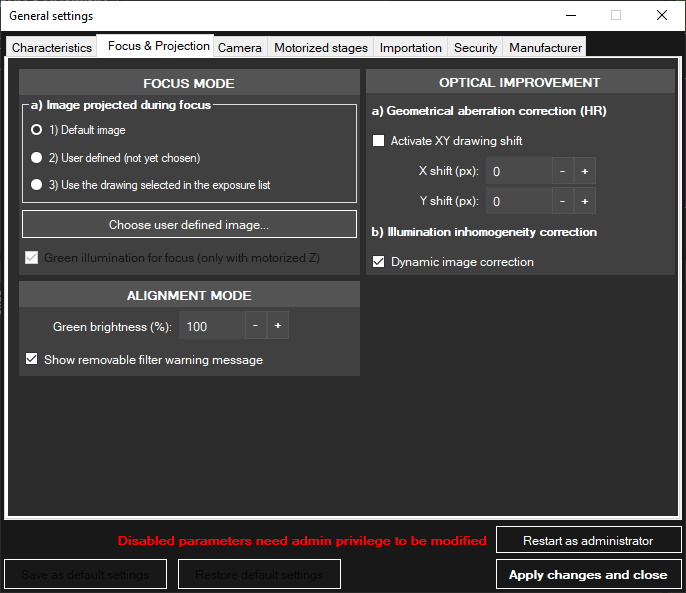 General settings
Characteristics Focus & Projection Camera Motorized stages Importation Security Manufacturer
FOCUS MODE
a) Image projected during focus
1) Default image
2) User defined (not yet chosen)
3) Use the drawing selected in the exposure list
Choose user defined image...
Green illumination for focus (only with motorized Z)
ALIGNMENT MODE
Green brightness (%): 100 - +
Show removable filter warning message
OPTICAL IMPROVEMENT
a) Geometrical aberration correction (HR)
Activate XY drawing shift
X shift (px): 0 - +
Y shift (px): 0 - +
b) Illumination inhomogeneity correction
Dynamic image correction
Disabled parameters need admin privilege to be modified
Restart as administrator
Save as default settings
Restore default settings
Apply changes and close